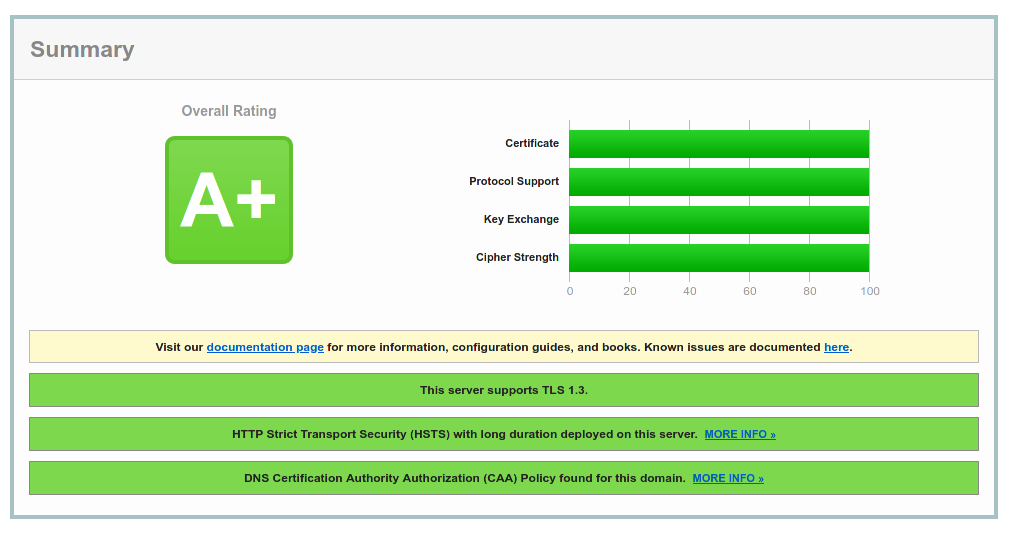 Summary
Overall Rating
A+
Certificate
Protocol Support
Key Exchange
Cipher Strength
0 20 40 60 80 100
Visit our documentation page for more information, configuration guides, and books. Known issues are documented here.
This server supports TLS 1.3.
HTTP Strict Transport Security (HSTS) with long duration deployed on this server. MORE INFO »
DNS Certification Authority Authorization (CAA) Policy found for this domain. MORE INFO »